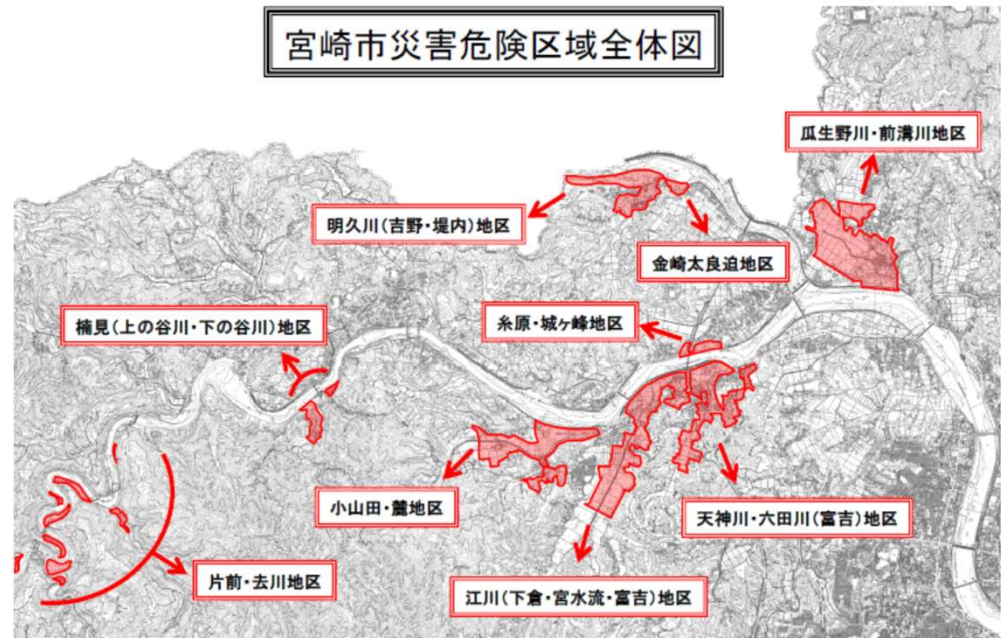 宮崎市災害危険区域全体図
瓜生野川・前溝川地区
明久川(吉野・堤内)地区
金崎太良迫地区
楠見(上の谷川・下の谷川)地区
糸原・城ヶ峰地区
小山田・麓地区
天神川・六田川(富吉)地区
片前・去川地区
江川(下倉・宮水流・富吉)地区